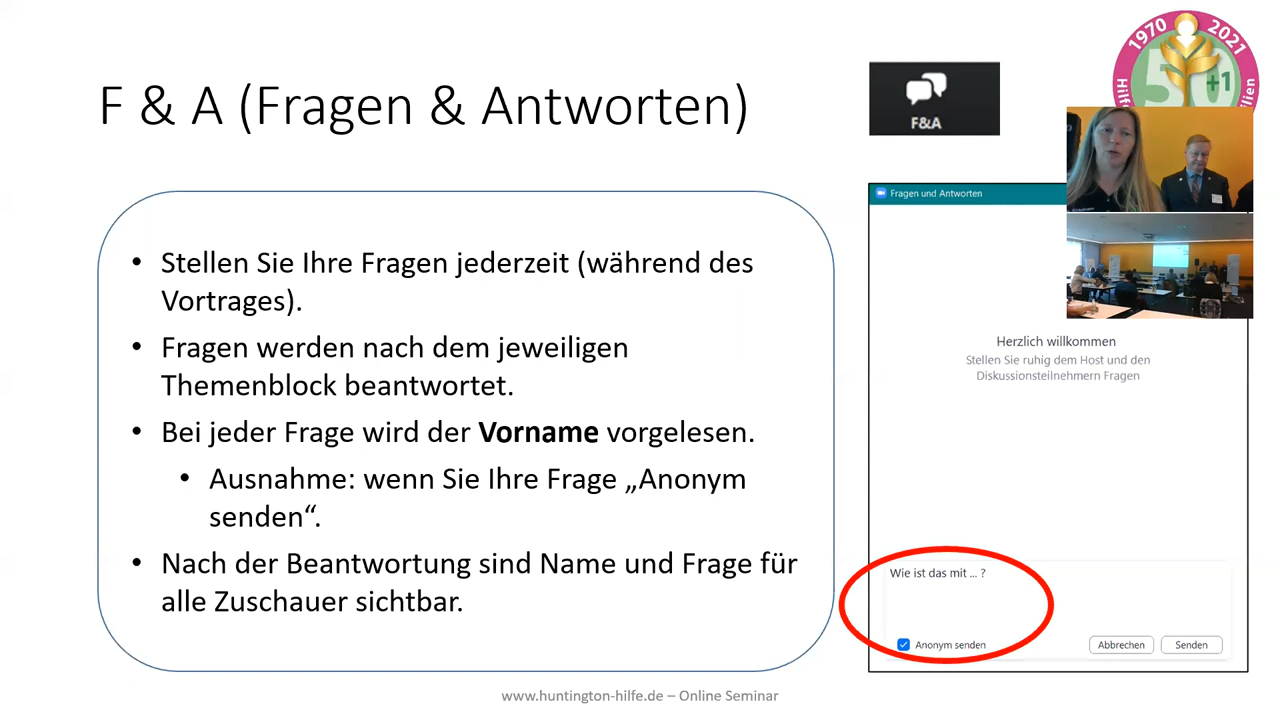 F & A (Fragen & Antworten)
F&A
1970 2021
50
+1
• Stellen Sie Ihre Fragen jederzeit (während des
Vortrages).
• Fragen werden nach dem jeweiligen
Themenblock beantwortet.
• Bei jeder Frage wird der Vorname vorgelesen.
• Ausnahme: wenn Sie Ihre Frage „Anonym
senden“.
• Nach der Beantwortung sind Name und Frage für
alle Zuschauer sichtbar.
Fragen und Antworten
Herzlich willkommen
Stellen Sie ruhig dem Host und den
Diskussionsteilnehmern Fragen
Wie ist das mit ... ?
Anonym senden
Abbrechen
Senden
www.huntington-hilfe.de – Online Seminar